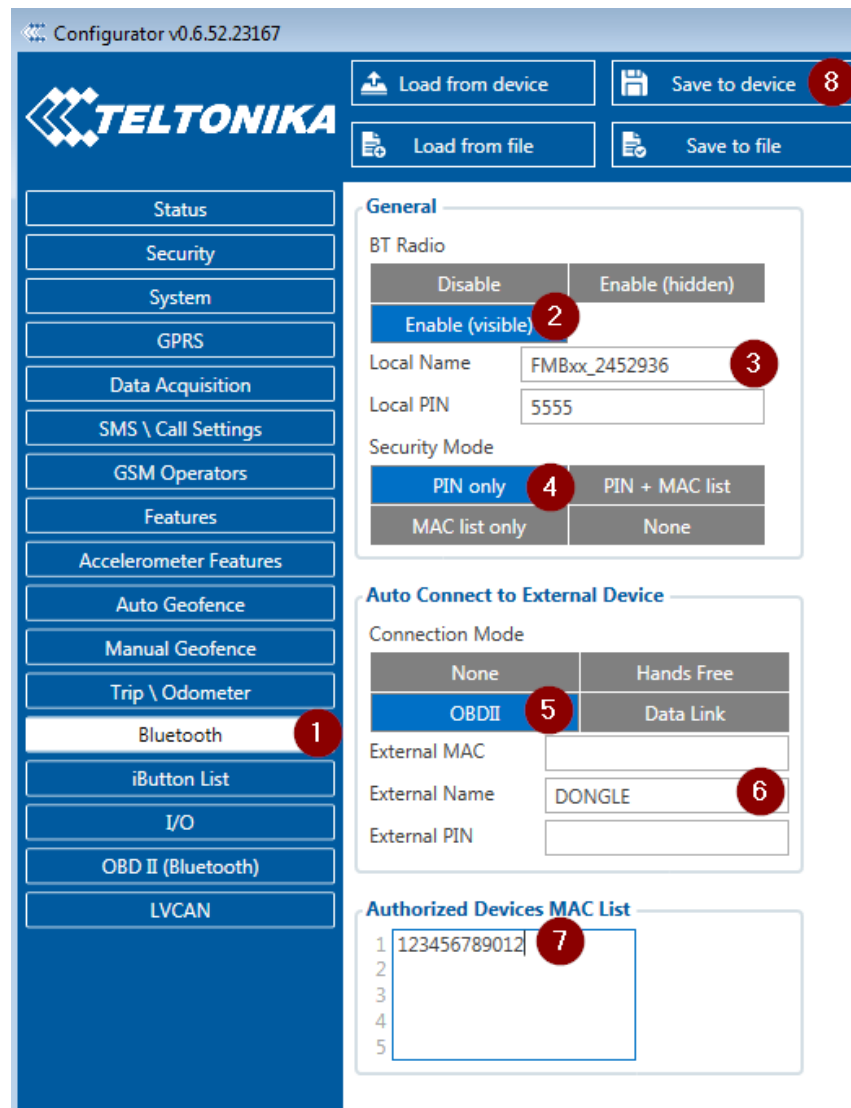 Configurator v0.6.52.23167
TELTONIKA
Load from device
Save to device 8
Load from file
Save to file
Status
Security
System
GPRS
Data Acquisition
SMS \ Call Settings
GSM Operators
Features
Accelerometer Features
Auto Geofence
Manual Geofence
Trip \ Odometer
Bluetooth 1
iButton List
I/O
OBD II (Bluetooth)
LVCAN
General
BT Radio
Disable Enable (hidden)
Enable (visible) 2
Local Name FMBxx_2452936 3
Local PIN 5555
Security Mode
PIN only 4 PIN + MAC list
MAC list only None
Auto Connect to External Device
Connection Mode
None Hands Free
OBDII 5 Data Link
External MAC
External Name DONGLE 6
External PIN
Authorized Devices MAC List
1 123456789012 7
2
3
4
5